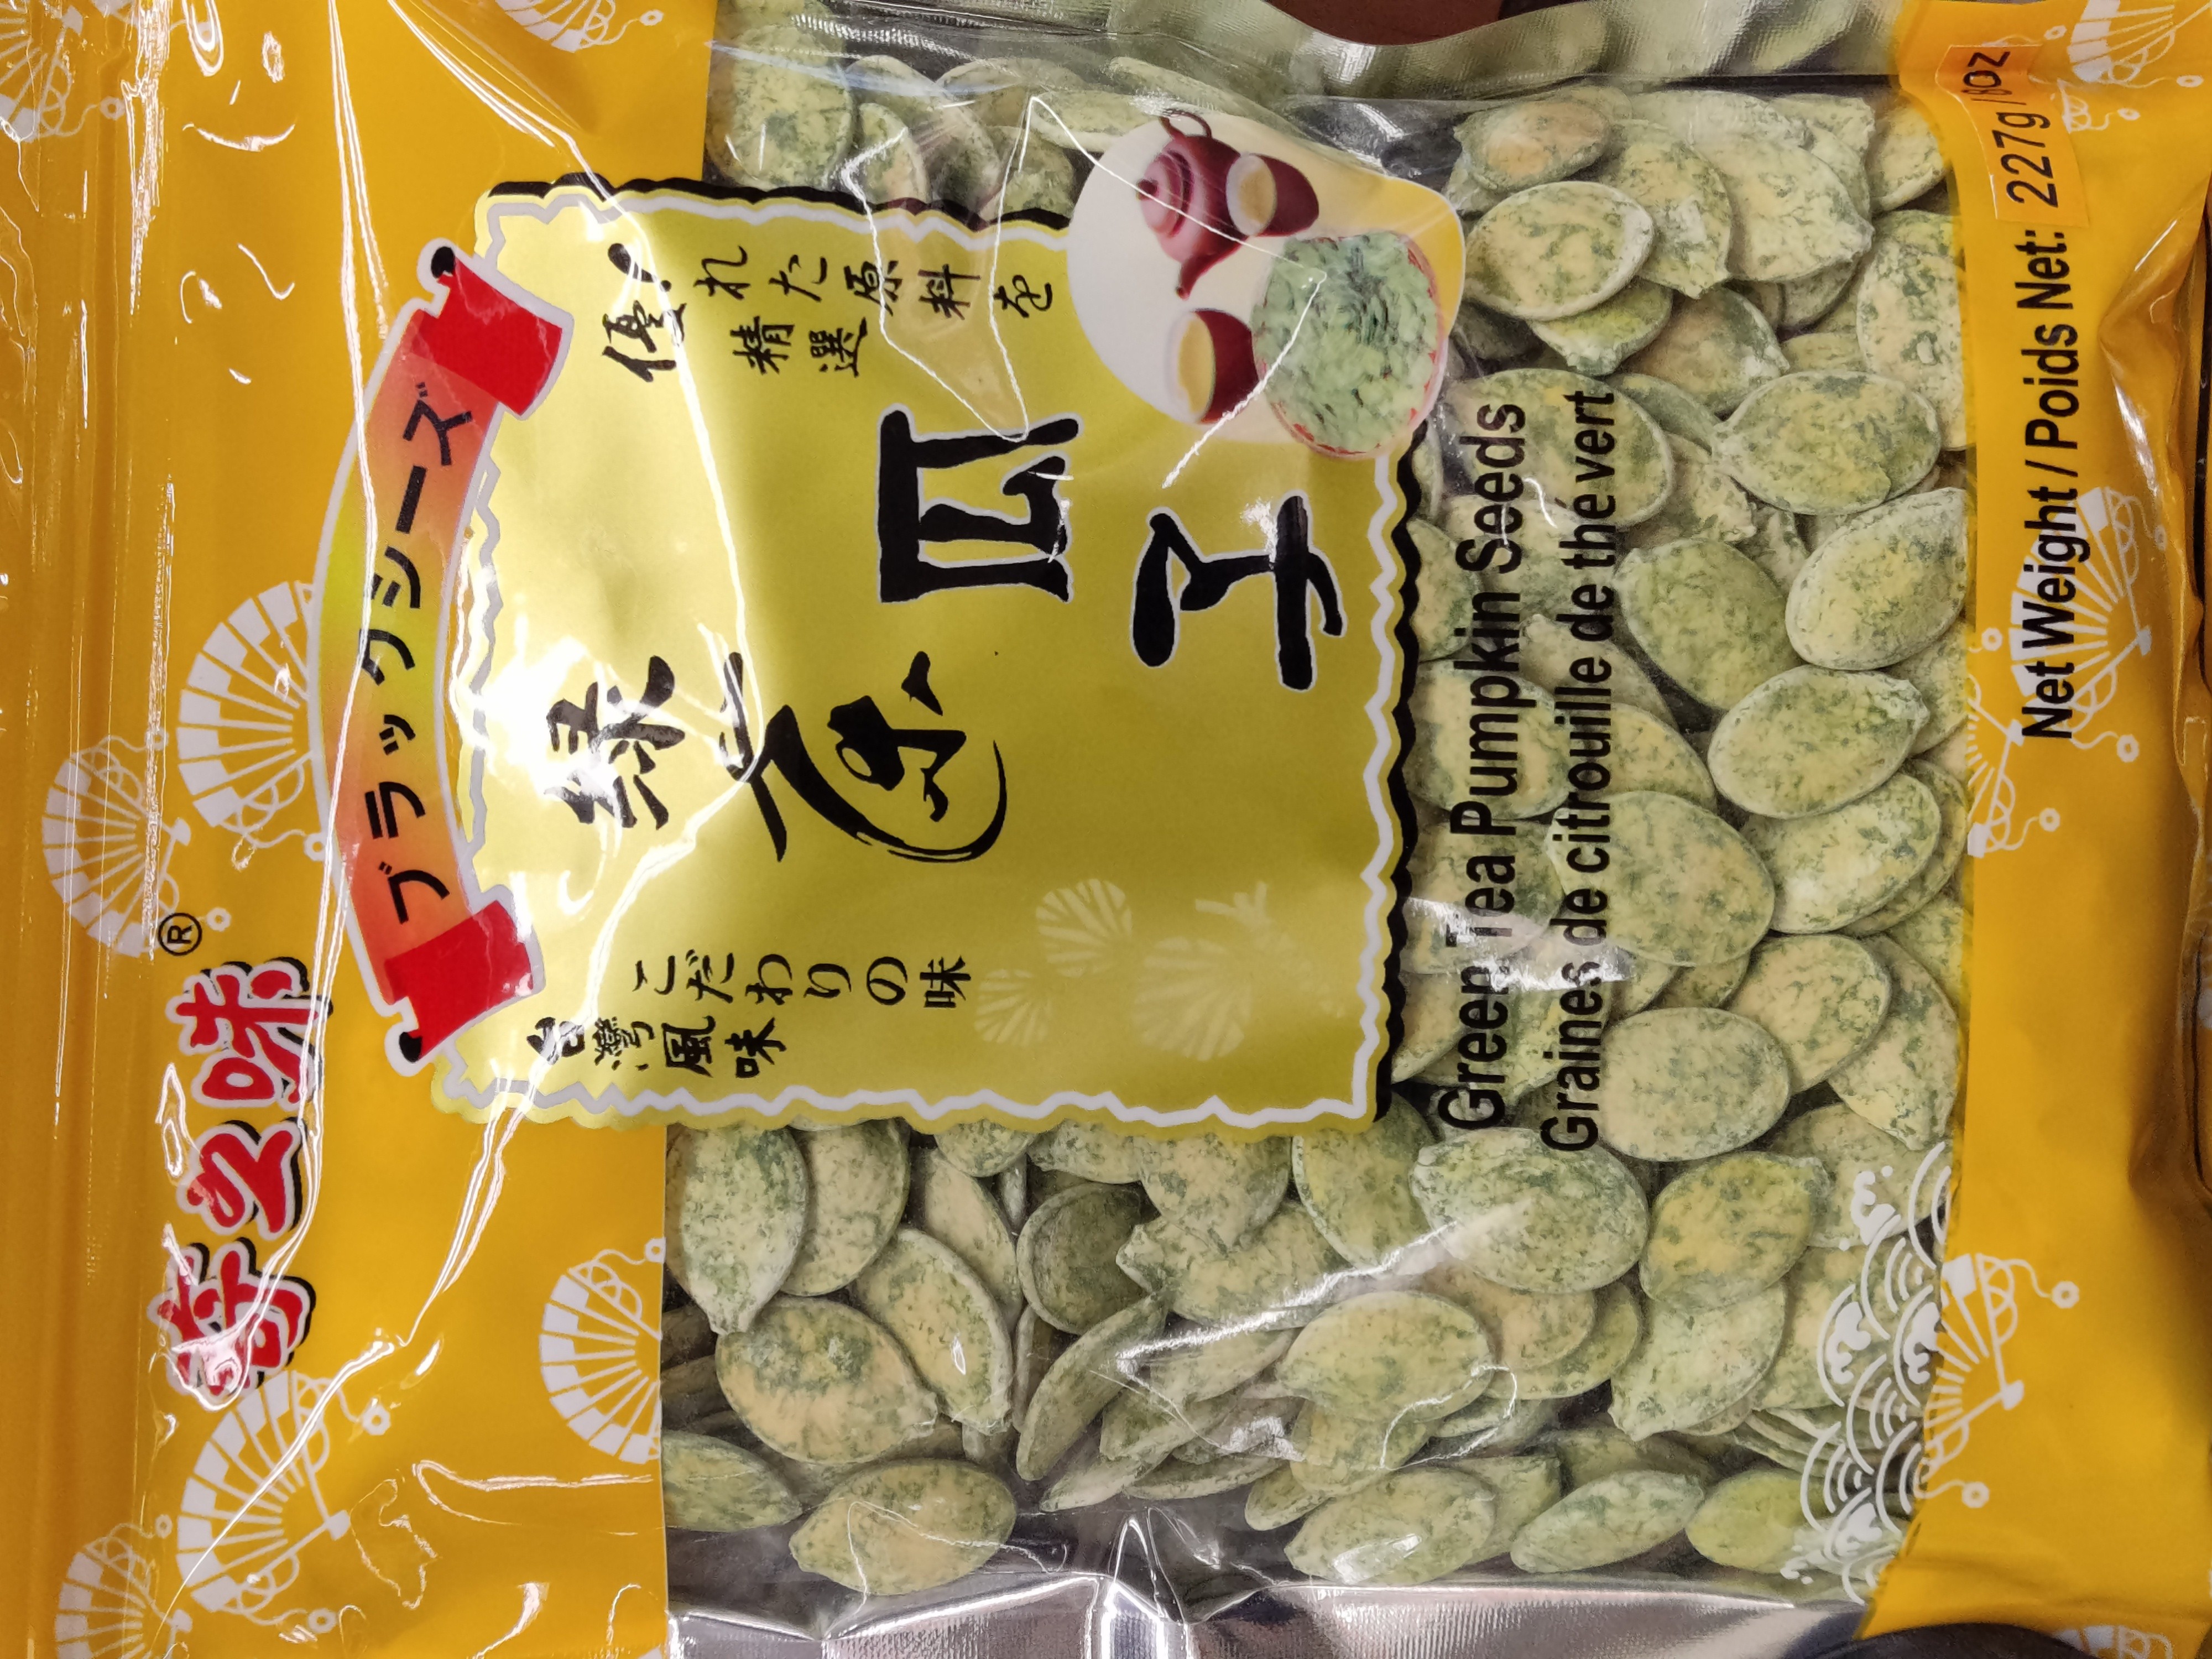 之味®
ブラックシーズ
優れた原料を
精選
綠茶
瓜子
こだわりの味
台灣風味
Green Tea Pumpkin Seeds
Graines de citrouille de thé vert
Net Weight / Poids Net: 227g/8oz